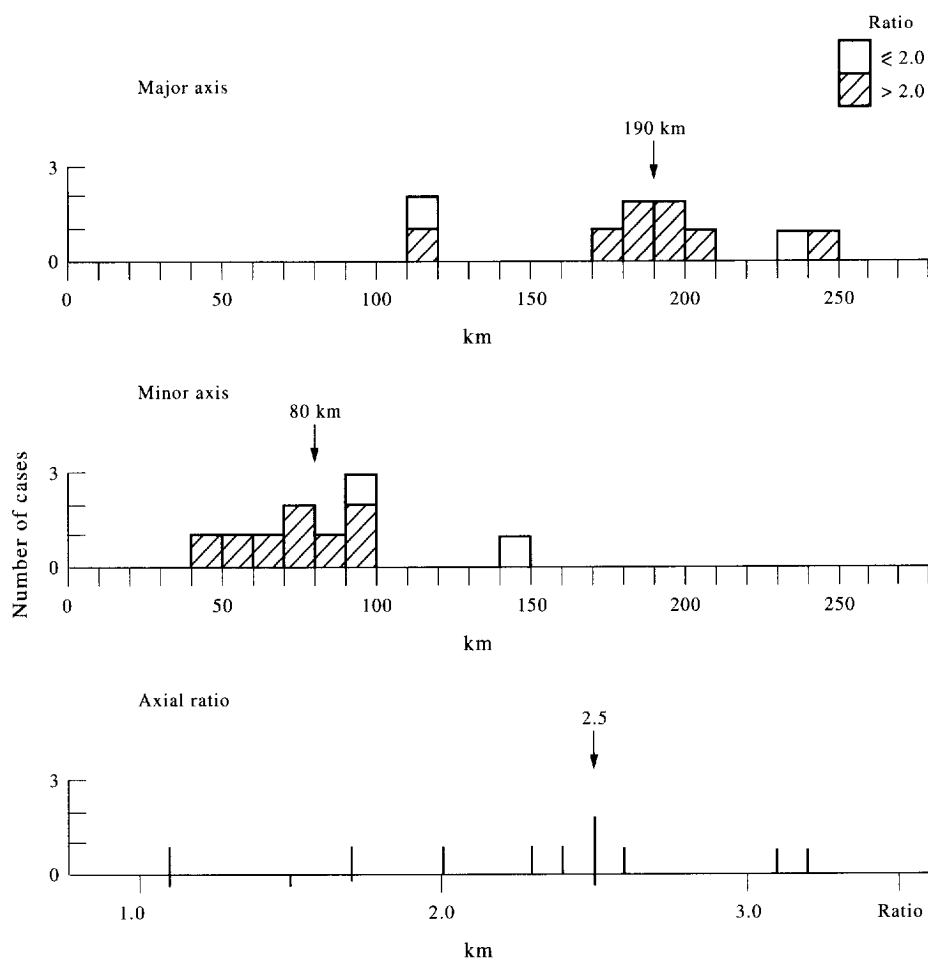 Ratio
≤ 2.0
> 2.0
Major axis
190 km
3
0
0 50 100 150 200 250
km
Minor axis
80 km
Number of cases
3
0
0 50 100 150 200 250
km
Axial ratio
2.5
3
0
1.0 2.0 3.0 Ratio
km